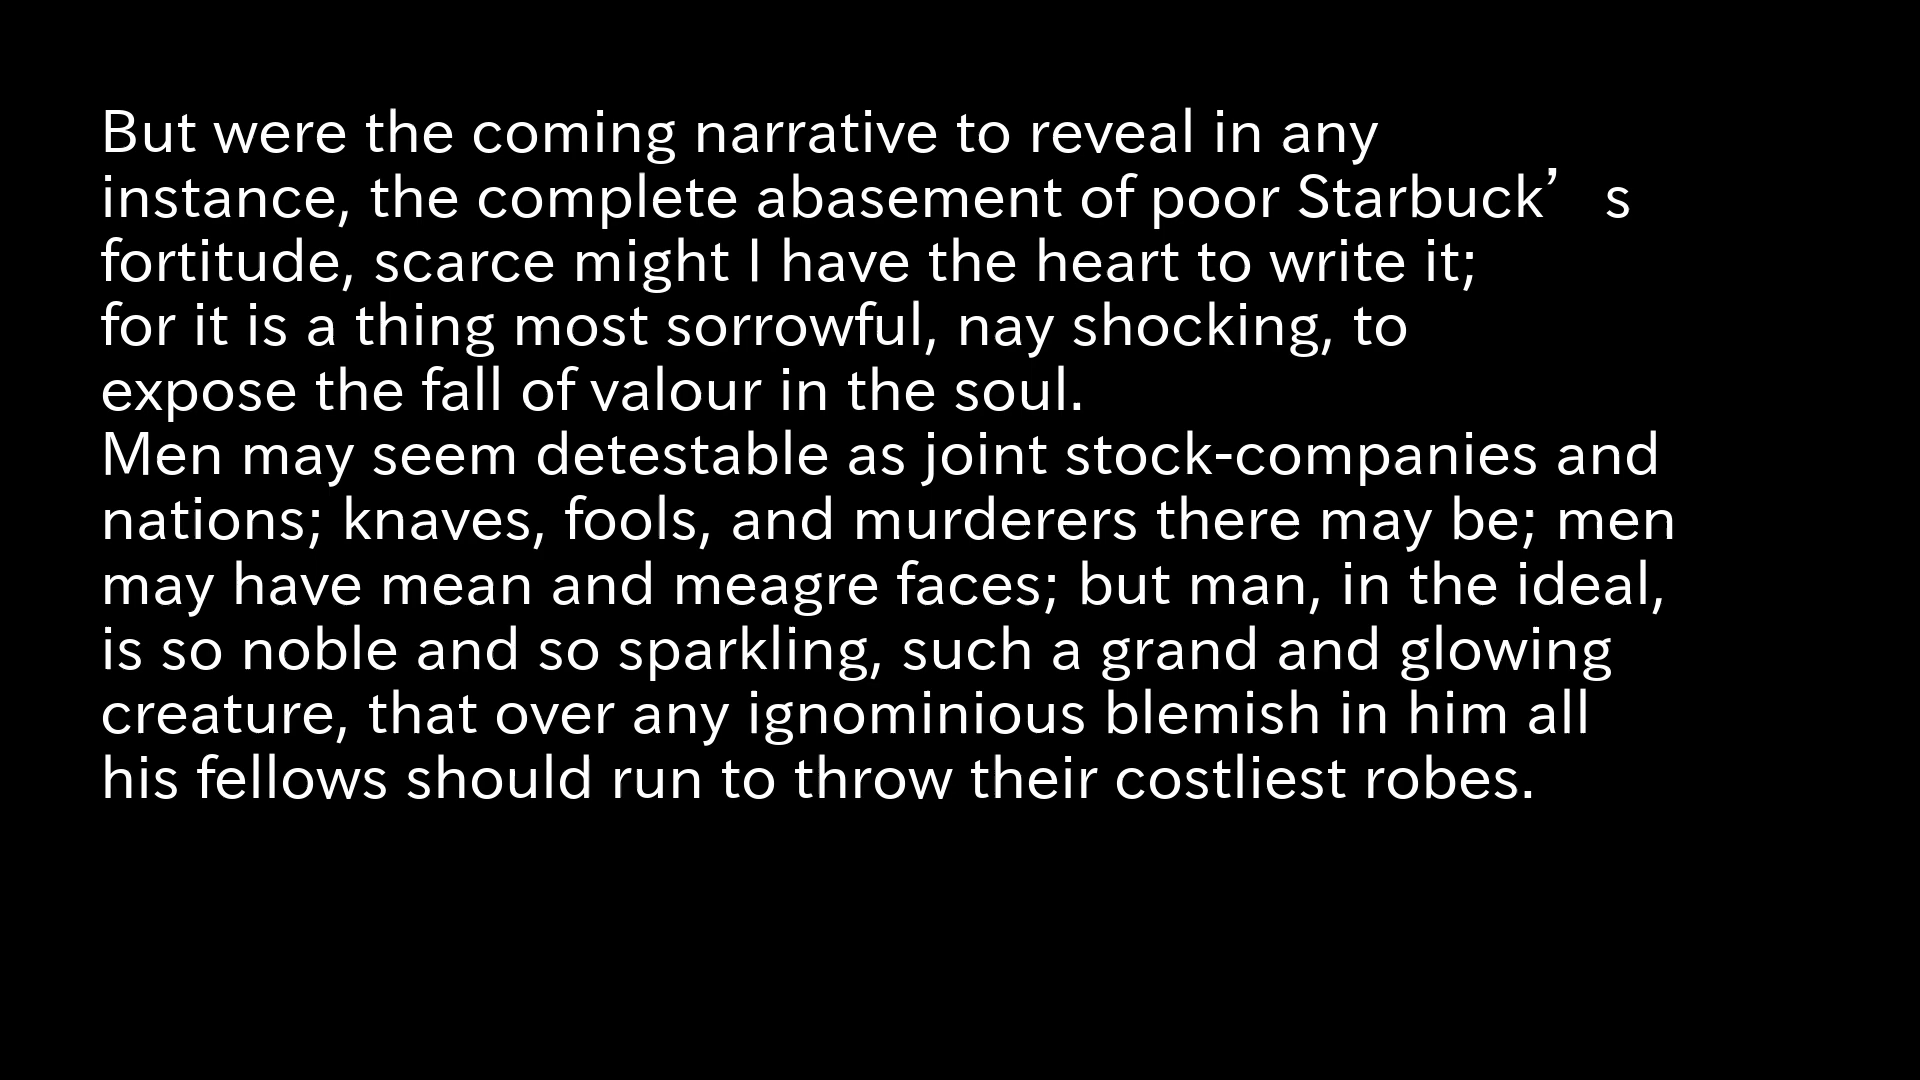 But were the coming narrative to reveal in any
instance, the complete abasement of poor Starbuck’s
fortitude, scarce might I have the heart to write it;
for it is a thing most sorrowful, nay shocking, to
expose the fall of valour in the soul.
Men may seem detestable as joint stock-companies and
nations; knaves, fools, and murderers there may be; men
may have mean and meagre faces; but man, in the ideal,
is so noble and so sparkling, such a grand and glowing
creature, that over any ignominious blemish in him all
his fellows should run to throw their costliest robes.